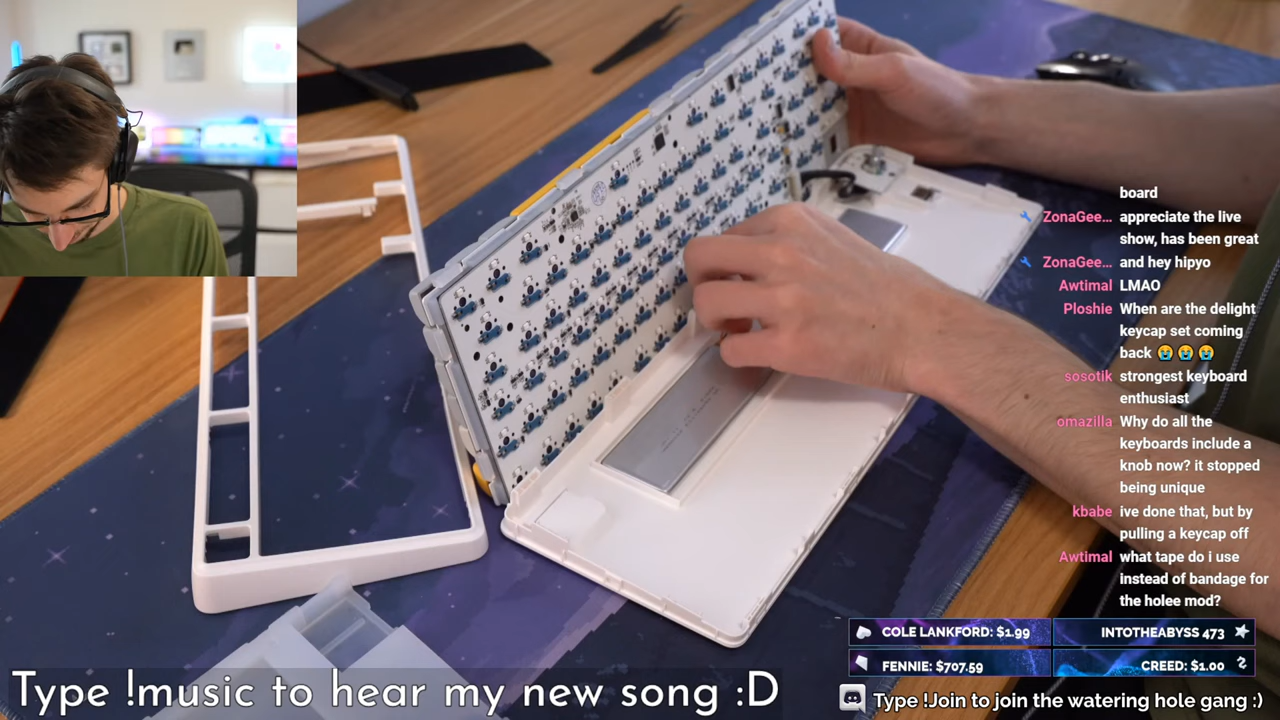 board
ZonaGee... appreciate the live
show, has been great
ZonaGee... and hey hipyo
Awtimal LMAO
Ploshie When are the delight
keycap set coming
back 😭 😭 😭
sosotik strongest keyboard
enthusiast
omazilla Why do all the
keyboards include a
knob now? it stopped
being unique
kbabe ive done that, but by
pulling a keycap off
Awtimal what tape do i use
instead of bandage for
the holee mod?
COLE LANKFORD: $1.99
INTOTHEABYSS 473
FENNIE: $707.59
CREED: $1.00
Type !music to hear my new song :D
Type !Join to join the watering hole gang :)